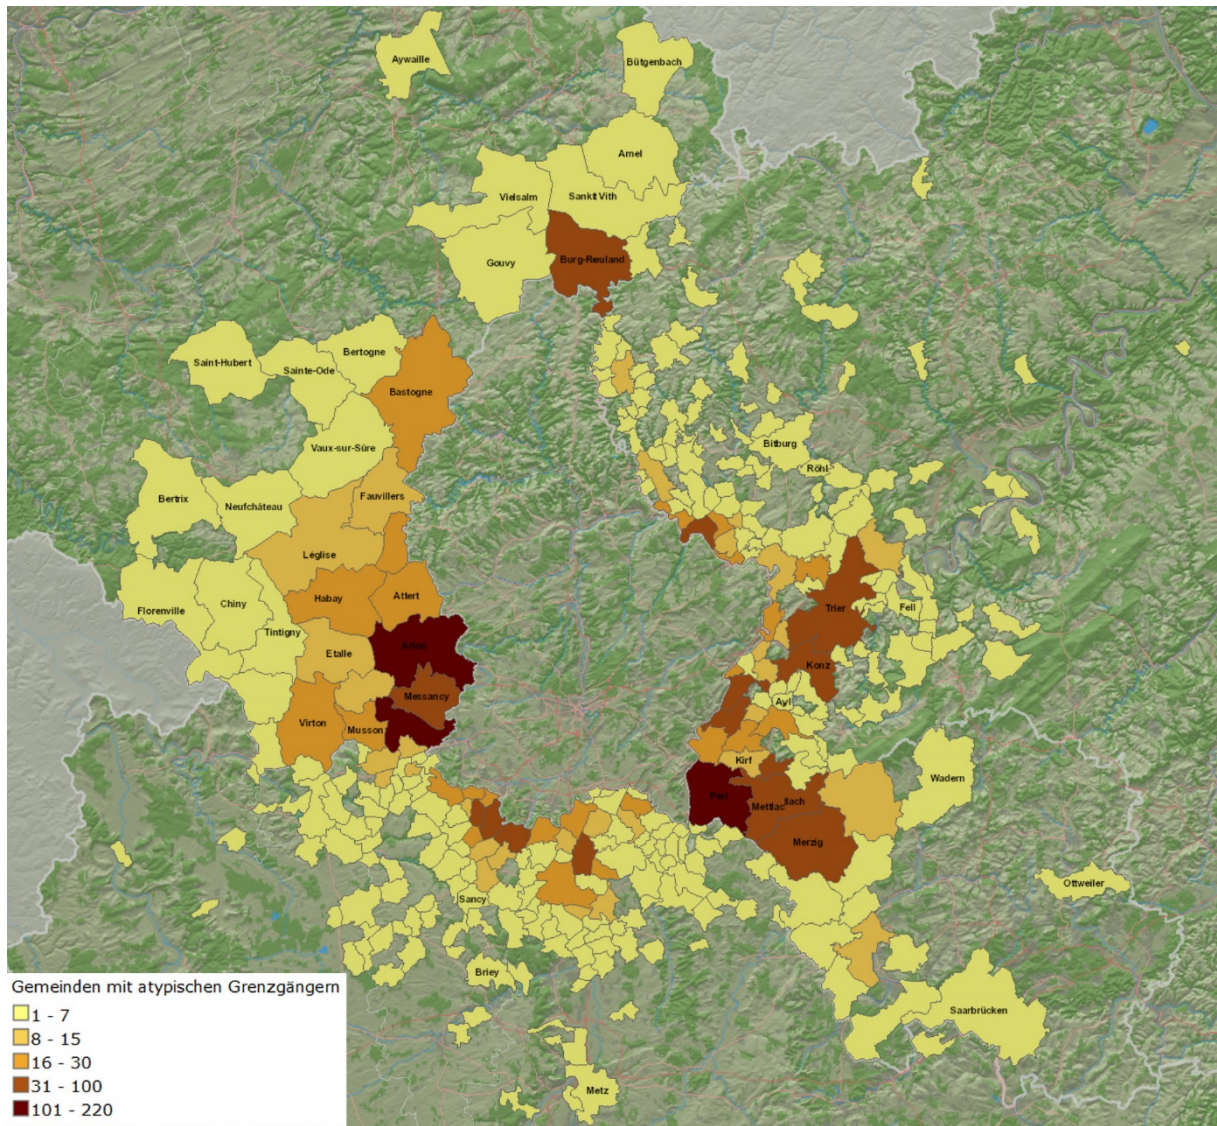 Aywaille
Bütgenbach
Amel
Vielsalm
Sankt Vith
Gouvy
Burg-Reuland
Saint-Hubert
Sainte-Ode
Bertogne
Bastogne
Vaux-sur-Sûre
Bitburg
Röhl
Bertrix
Neufchâteau
Fauvillers
Léglise
Florenville
Chiny
Habay
Attert
Tintigny
Trier
Fell
Arlon
Etalle
Konz
Messancy
Ayl
Virton
Musson
Kirf
Wadern
Perl
Mettlach
Merzig
Ottweiler
Sancy
Briey
Saarbrücken
Metz
Gemeinden mit atypischen Grenzgängern
1 - 7
8 - 15
16 - 30
31 - 100
101 - 220